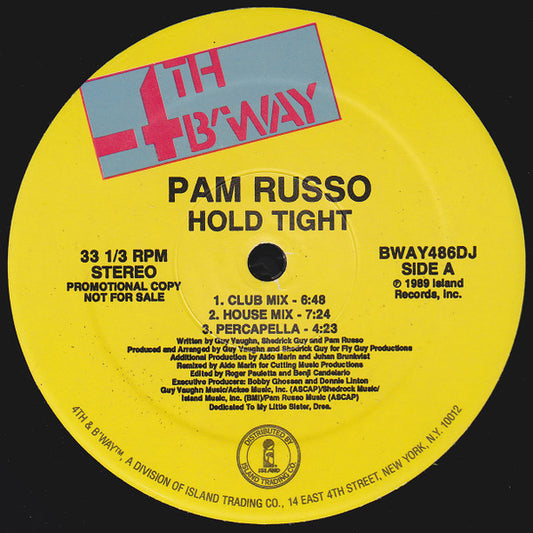 4TH
B'WAY
PAM RUSSO
HOLD TIGHT
33 1/3 RPM
STEREO
PROMOTIONAL COPY
NOT FOR SALE
BWAY486DJ
SIDE A
℗ 1989 Island
Records, Inc.
1. CLUB MIX - 6:48
2. HOUSE MIX - 7:24
3. PERCAPELLA - 4:23
Written by Guy Vaughn, Shedrick Guy and Pam Russo
Produced and Arranged by Guy Vaughn and Shedrick Guy for Fly Guy Productions
Additional Production by Aldo Marin and Juhan Brunkvist
Remixed by Aldo Marin for Cutting Music Productions
Edited by Roger Pauletta and Benji Candelario
Executive Producers: Bobby Ghossen and Donnie Linton
Guy Vaughn Music/Ackee Music, Inc. (ASCAP)/Shedrock Music/
Island Music, Inc. (BMI)/Pam Russo Music (ASCAP)
Dedicated To My Little Sister, Dree.
DISTRIBUTED BY
ISLAND
ISLAND TRADING CO.
4TH & B'WAY™, A DIVISION OF ISLAND TRADING CO., 14 EAST 4TH STREET, NEW YORK, N.Y. 10012